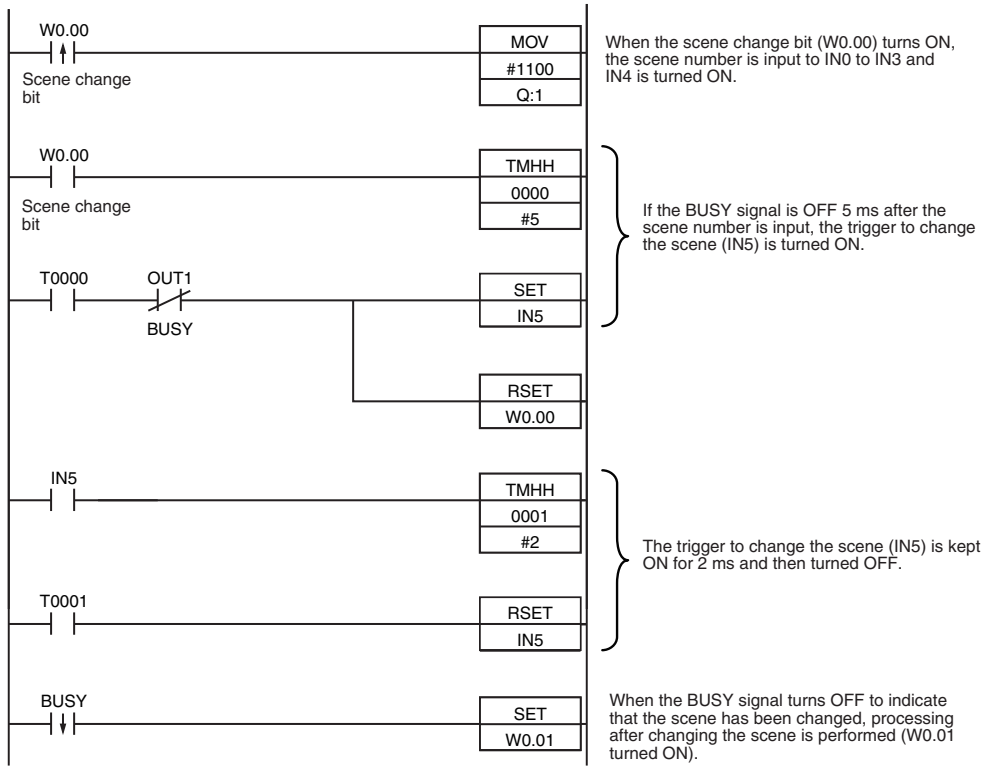 W0.00
Scene change
bit
MOV
#1100
Q:1
When the scene change bit (W0.00) turns ON,
the scene number is input to IN0 to IN3 and
IN4 is turned ON.
W0.00
Scene change
bit
TMHH
0000
#5
If the BUSY signal is OFF 5 ms after the
scene number is input, the trigger to change
the scene (IN5) is turned ON.
T0000
OUT1
BUSY
SET
IN5
RSET
W0.00
IN5
TMHH
0001
#2
The trigger to change the scene (IN5) is kept
ON for 2 ms and then turned OFF.
T0001
RSET
IN5
BUSY
SET
W0.01
When the BUSY signal turns OFF to indicate
that the scene has been changed, processing
after changing the scene is performed (W0.01
turned ON).